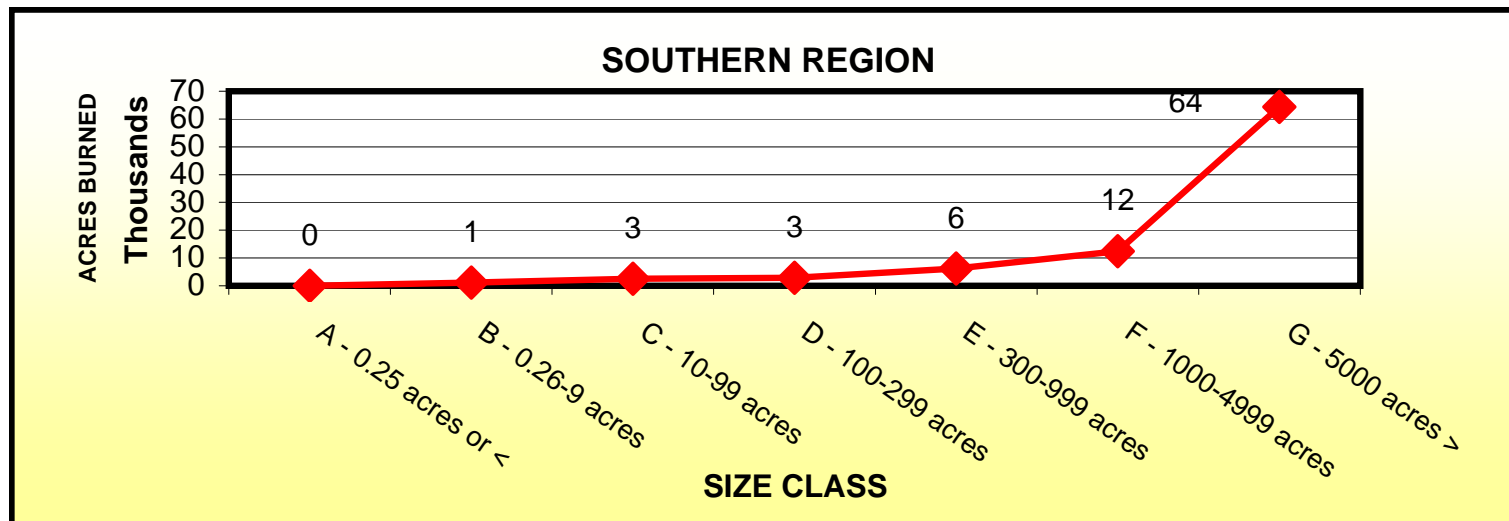 SOUTHERN REGION
ACRES BURNED
Thousands
70
60
50
40
30
20
10
0
0
1
3
3
6
12
64
A - 0.25 acres or <
B - 0.26-9 acres
C - 10-99 acres
D - 100-299 acres
E - 300-999 acres
F - 1000-4999 acres
G - 5000 acres >
SIZE CLASS